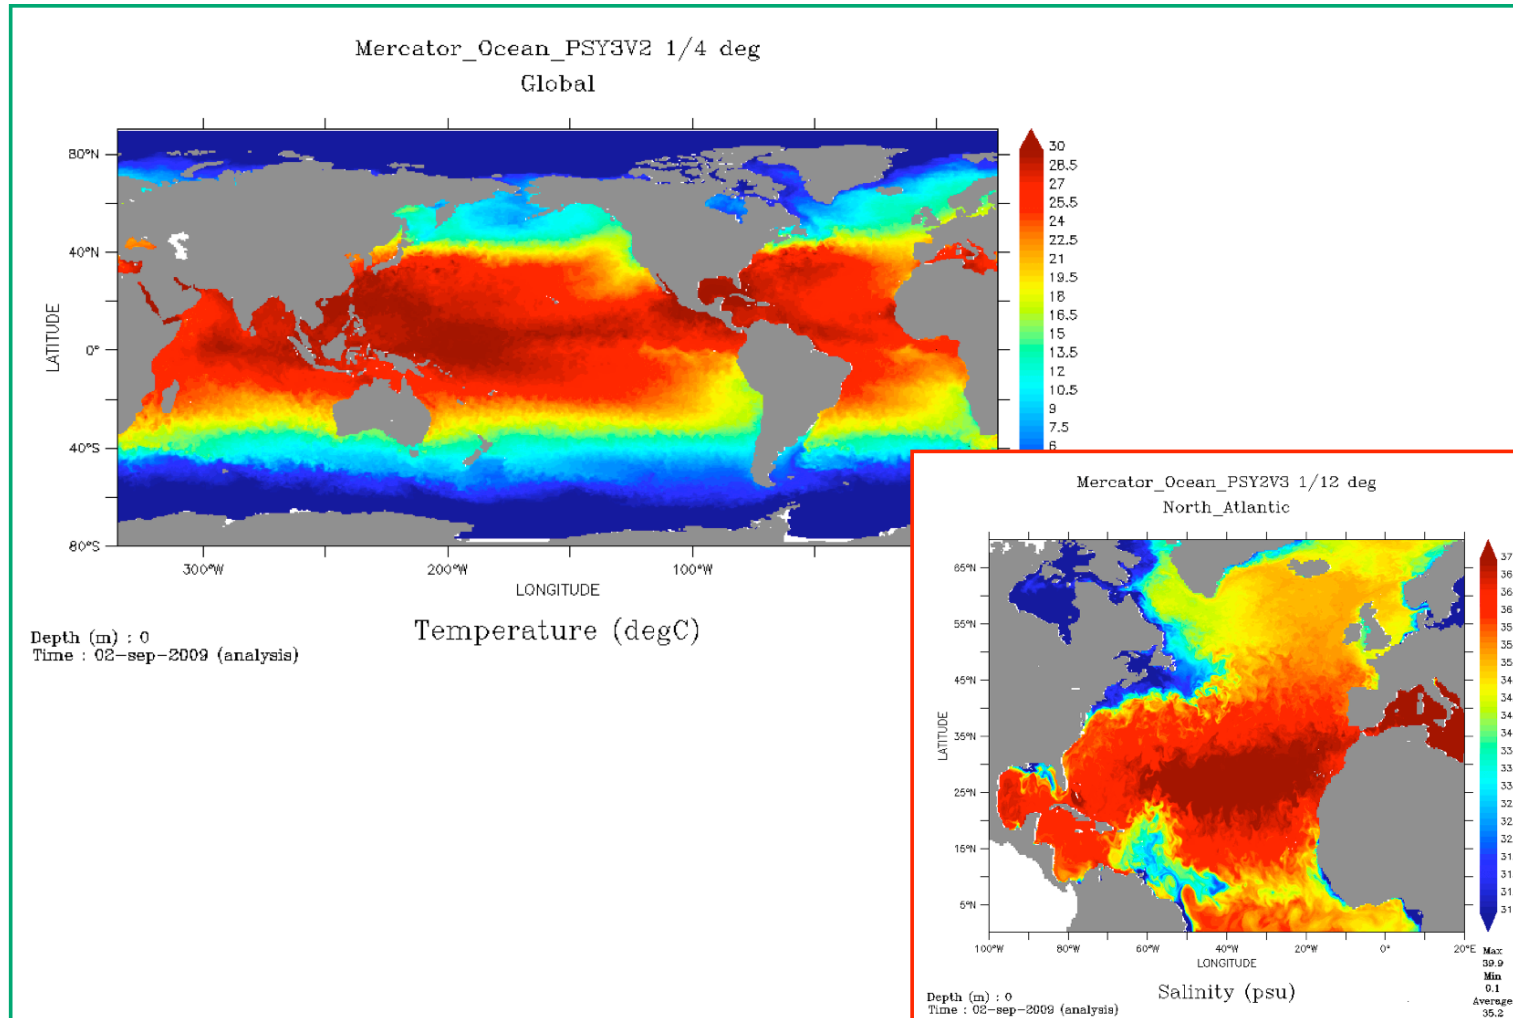 Mercator_Ocean_PSY3V2 1/4 deg
Global
80°N
40°N
0°
40°S
80°S
LATITUDE
300°W
200°W
100°W
LONGITUDE
30
28.5
27
25.5
24
22.5
21
19.5
18
16.5
15
13.5
12
10.5
9
7.5
6
Temperature (degC)
Depth (m) : 0
Time : 02-sep-2009 (analysis)
Mercator_Ocean_PSY2V3 1/12 deg
North_Atlantic
65°N
55°N
45°N
35°N
25°N
15°N
5°N
LATITUDE
100°W
80°W
60°W
40°W
20°W
0°
20°E
LONGITUDE
37
Max
39.9
Min
0.1
Average
35.2
Salinity (psu)
Depth (m) : 0
Time : 02-sep-2009 (analysis)